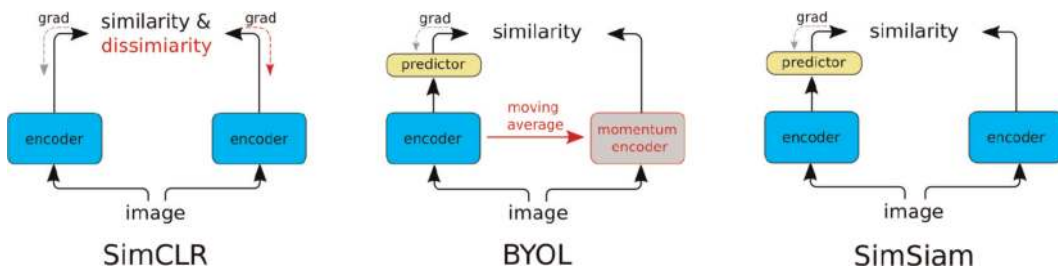 grad
similarity &
dissimiarity
grad
encoder
encoder
image
SimCLR
grad
similarity
predictor
encoder
moving
average
momentum
encoder
image
BYOL
grad
similarity
predictor
encoder
encoder
image
SimSiam